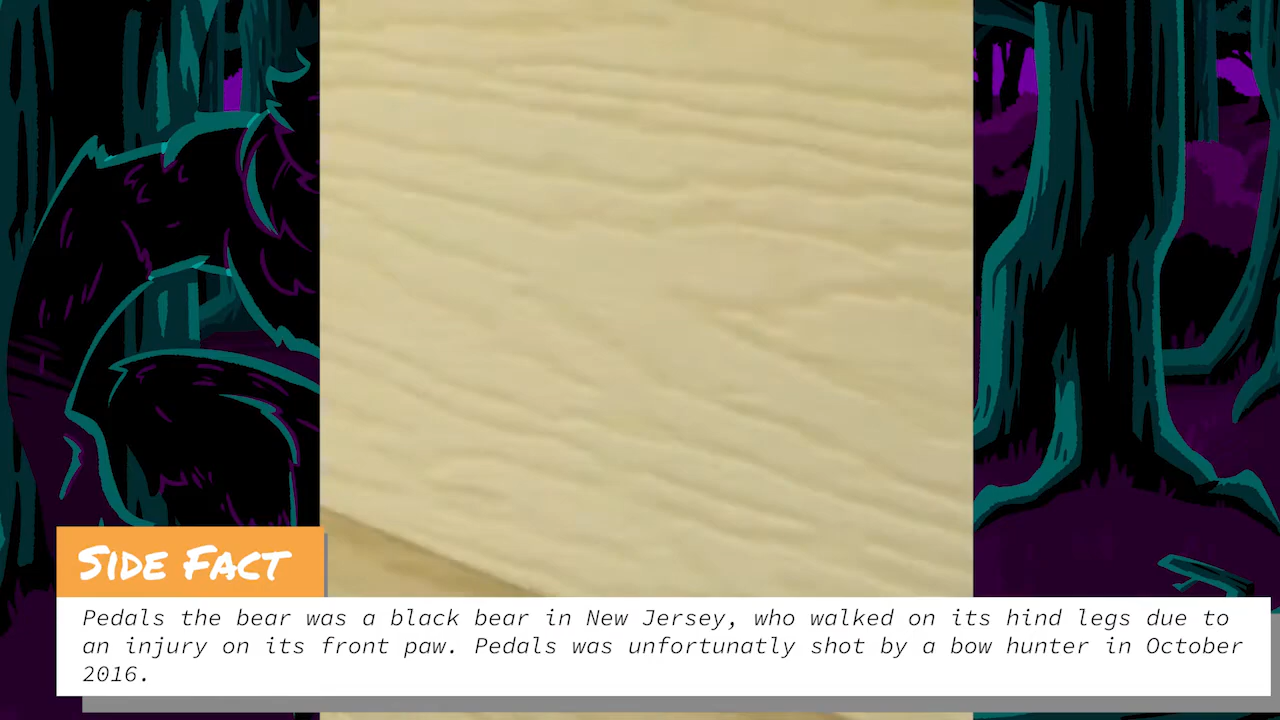 Side Fact
Pedals the bear was a black bear in New Jersey, who walked on its hind legs due to
an injury on its front paw. Pedals was unfortunatly shot by a bow hunter in October
2016.